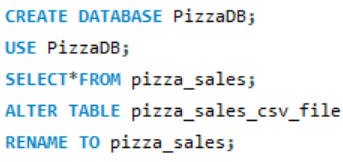 CREATE DATABASE PizzaDB;
USE PizzaDB;
SELECT*FROM pizza_sales;
ALTER TABLE pizza_sales_csv_file
RENAME TO pizza_sales;